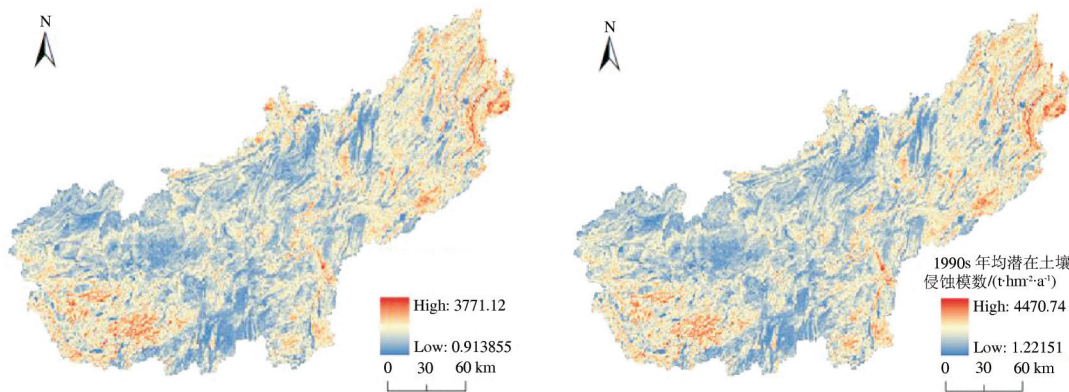 N
High: 3771.12
Low: 0.913855
0 30 60 km
N
1990s 年均潜在土壤
侵蚀模数/(t·hm⁻²·a⁻¹)
High: 4470.74
Low: 1.22151
0 30 60 km